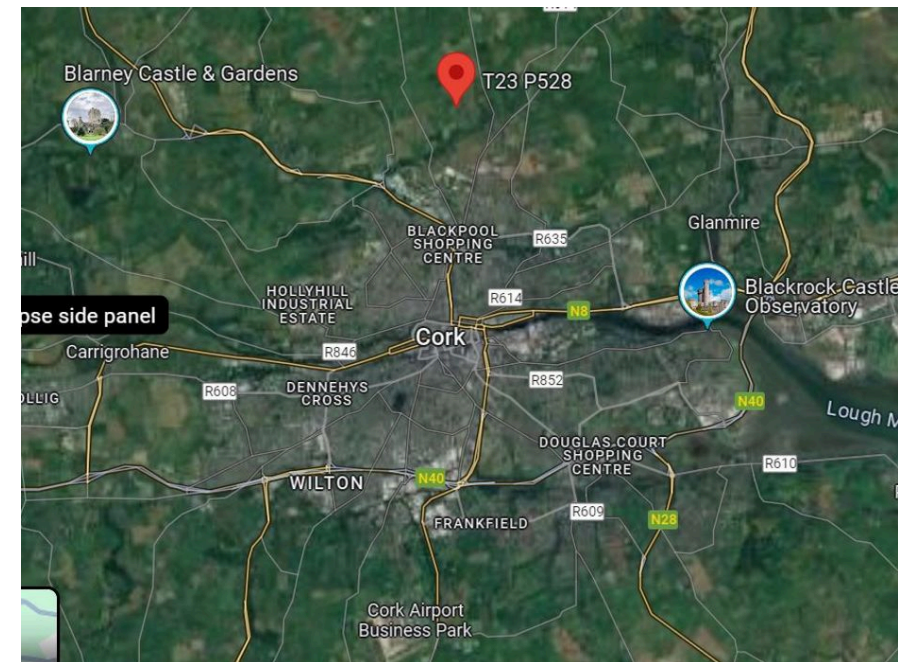 Blarney Castle & Gardens
T23 P528
Glanmire
BLACKPOOL
SHOPPING
CENTRE
R635
ill
HOLLYHILL
INDUSTRIAL
ESTATE
R614
N8
Blackrock Castle
Observatory
ose side panel
Cork
Carrigrohane
R846
R608
DENNEHYS
CROSS
R852
OLLIG
N40
Lough M
DOUGLAS COURT
SHOPPING
CENTRE
R610
WILTON
N40
FRANKFIELD
R609
N28
Cork Airport
Business Park